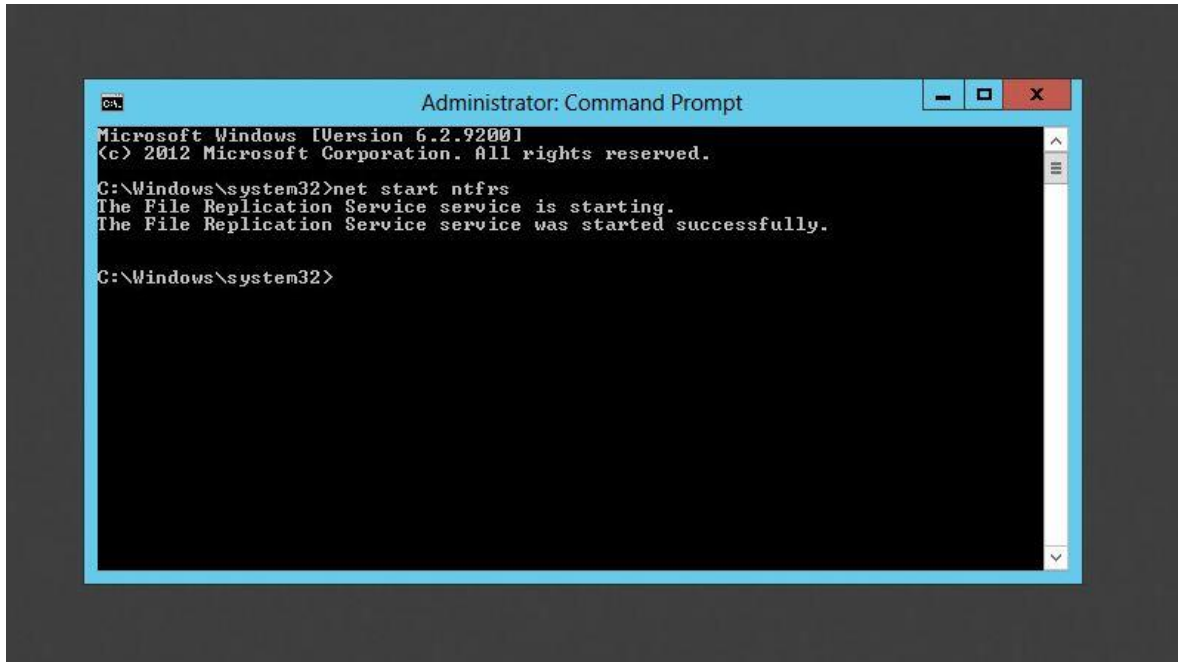 Administrator: Command Prompt
Microsoft Windows [Version 6.2.9200]
(c) 2012 Microsoft Corporation. All rights reserved.
C:\Windows\system32>net start ntfrs
The File Replication Service service is starting.
The File Replication Service service was started successfully.
C:\Windows\system32>